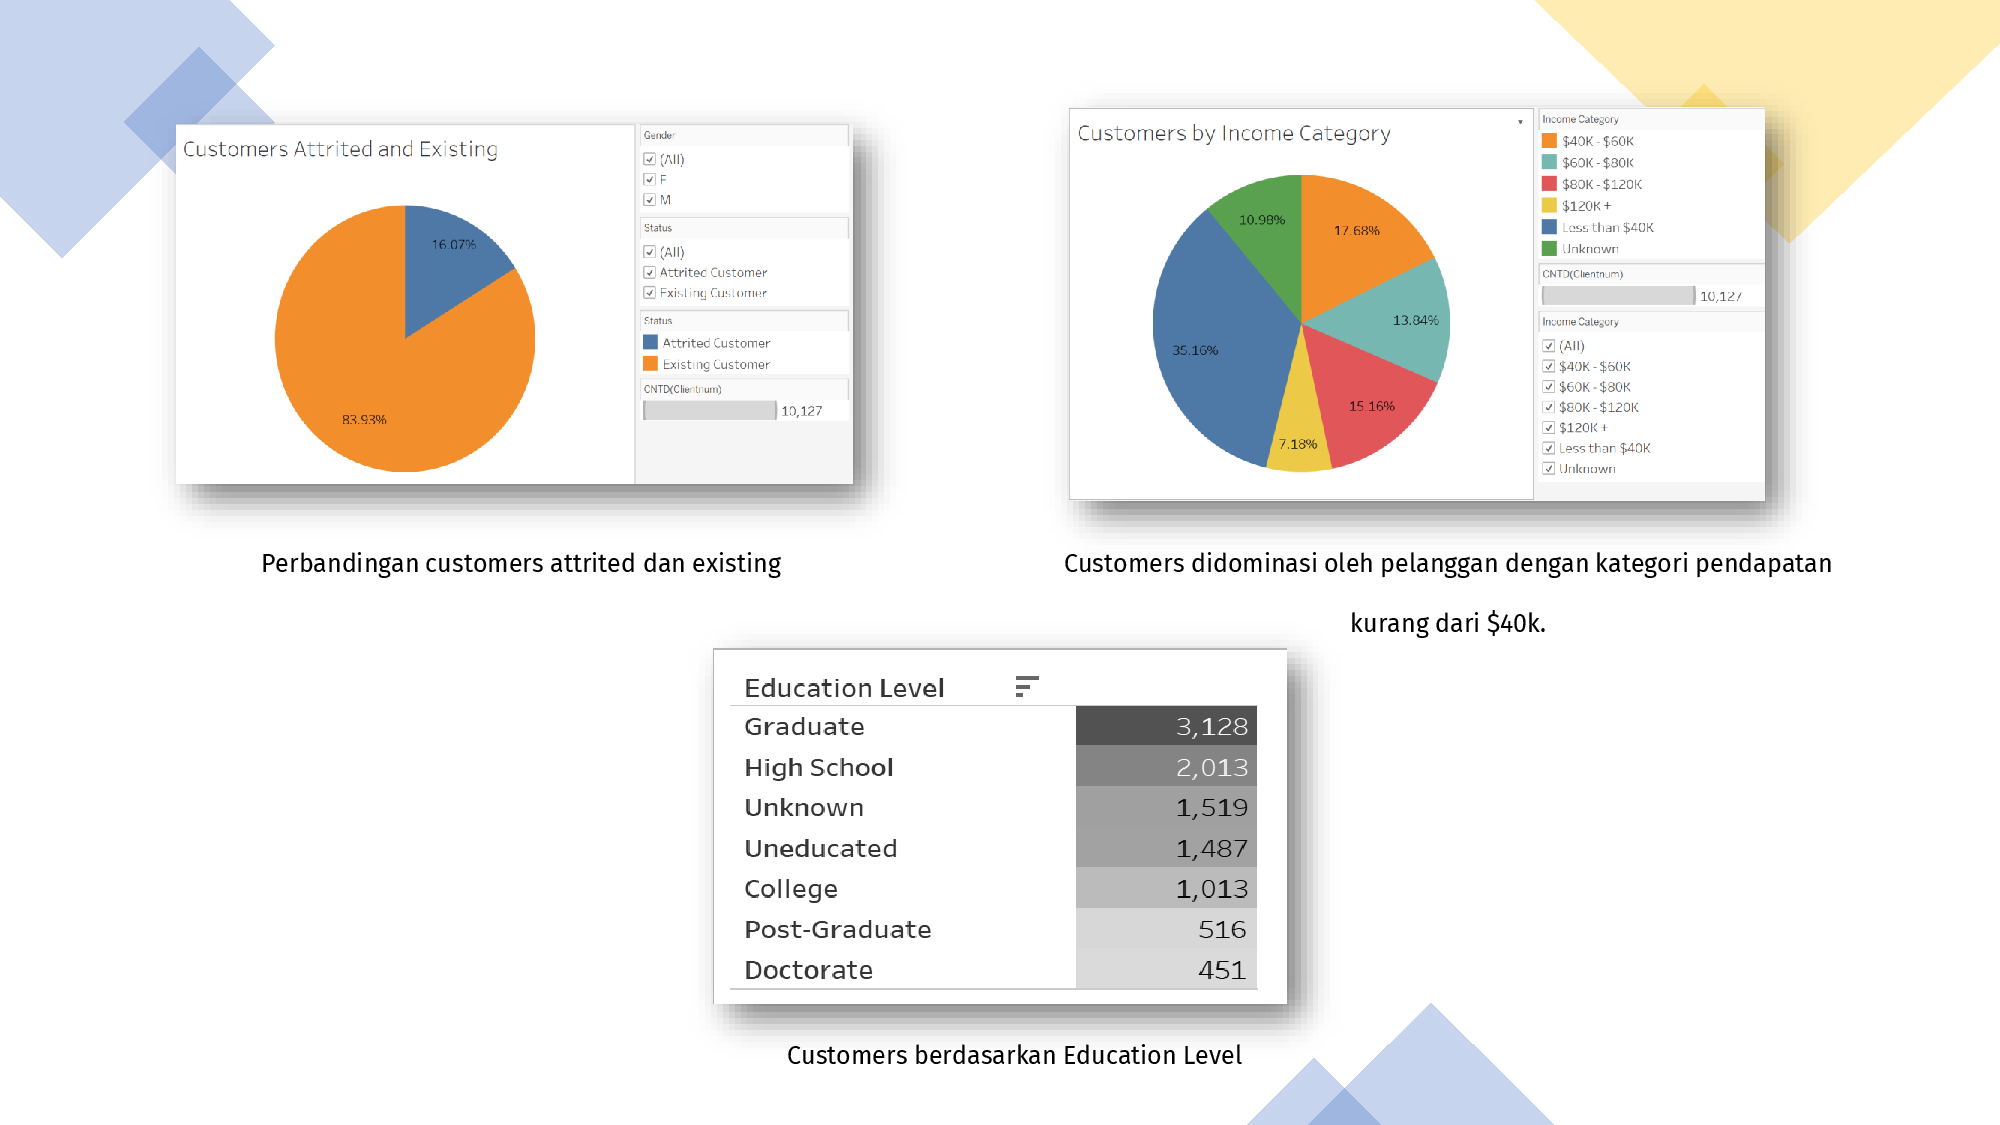 Customers Attrited and Existing
16.07%
83.93%
Gender
(All)
F
M
Status
(All)
Attrited Customer
Existing Customer
Status
Attrited Customer
Existing Customer
CNTD(Clientnum)
10,127
Perbandingan customers attrited dan existing
Customers by Income Category
10.98%
17.68%
13.84%
35.16%
15.16%
7.18%
Income Category
$40K - $60K
$60K - $80K
$80K - $120K
$120K +
Less than $40K
Unknown
CNTD(Clientnum)
10,127
Income Category
(All)
$40K - $60K
$60K - $80K
$80K - $120K
$120K +
Less than $40K
Unknown
Customers didominasi oleh pelanggan dengan kategori pendapatan
kurang dari $40k.
Education Level
Graduate 3,128
High School 2,013
Unknown 1,519
Uneducated 1,487
College 1,013
Post-Graduate 516
Doctorate 451
Customers berdasarkan Education Level